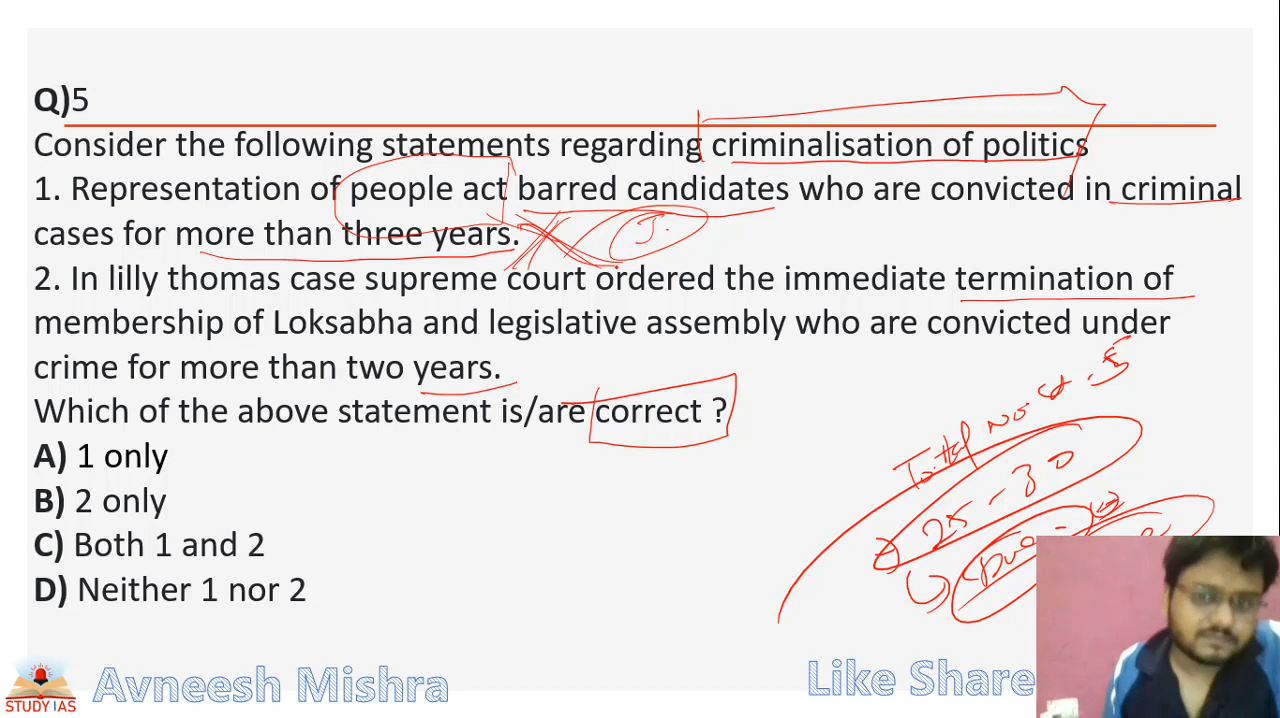 Q)5
Consider the following statements regarding criminalisation of politics
1. Representation of people act barred candidates who are convicted in criminal
cases for more than three years.
2. In lilly thomas case supreme court ordered the immediate termination of
membership of Loksabha and legislative assembly who are convicted under
crime for more than two years.
Which of the above statement is/are correct ?
A) 1 only
B) 2 only
C) Both 1 and 2
D) Neither 1 nor 2
25-30
STUDY IAS
Avneesh Mishra
Like Share